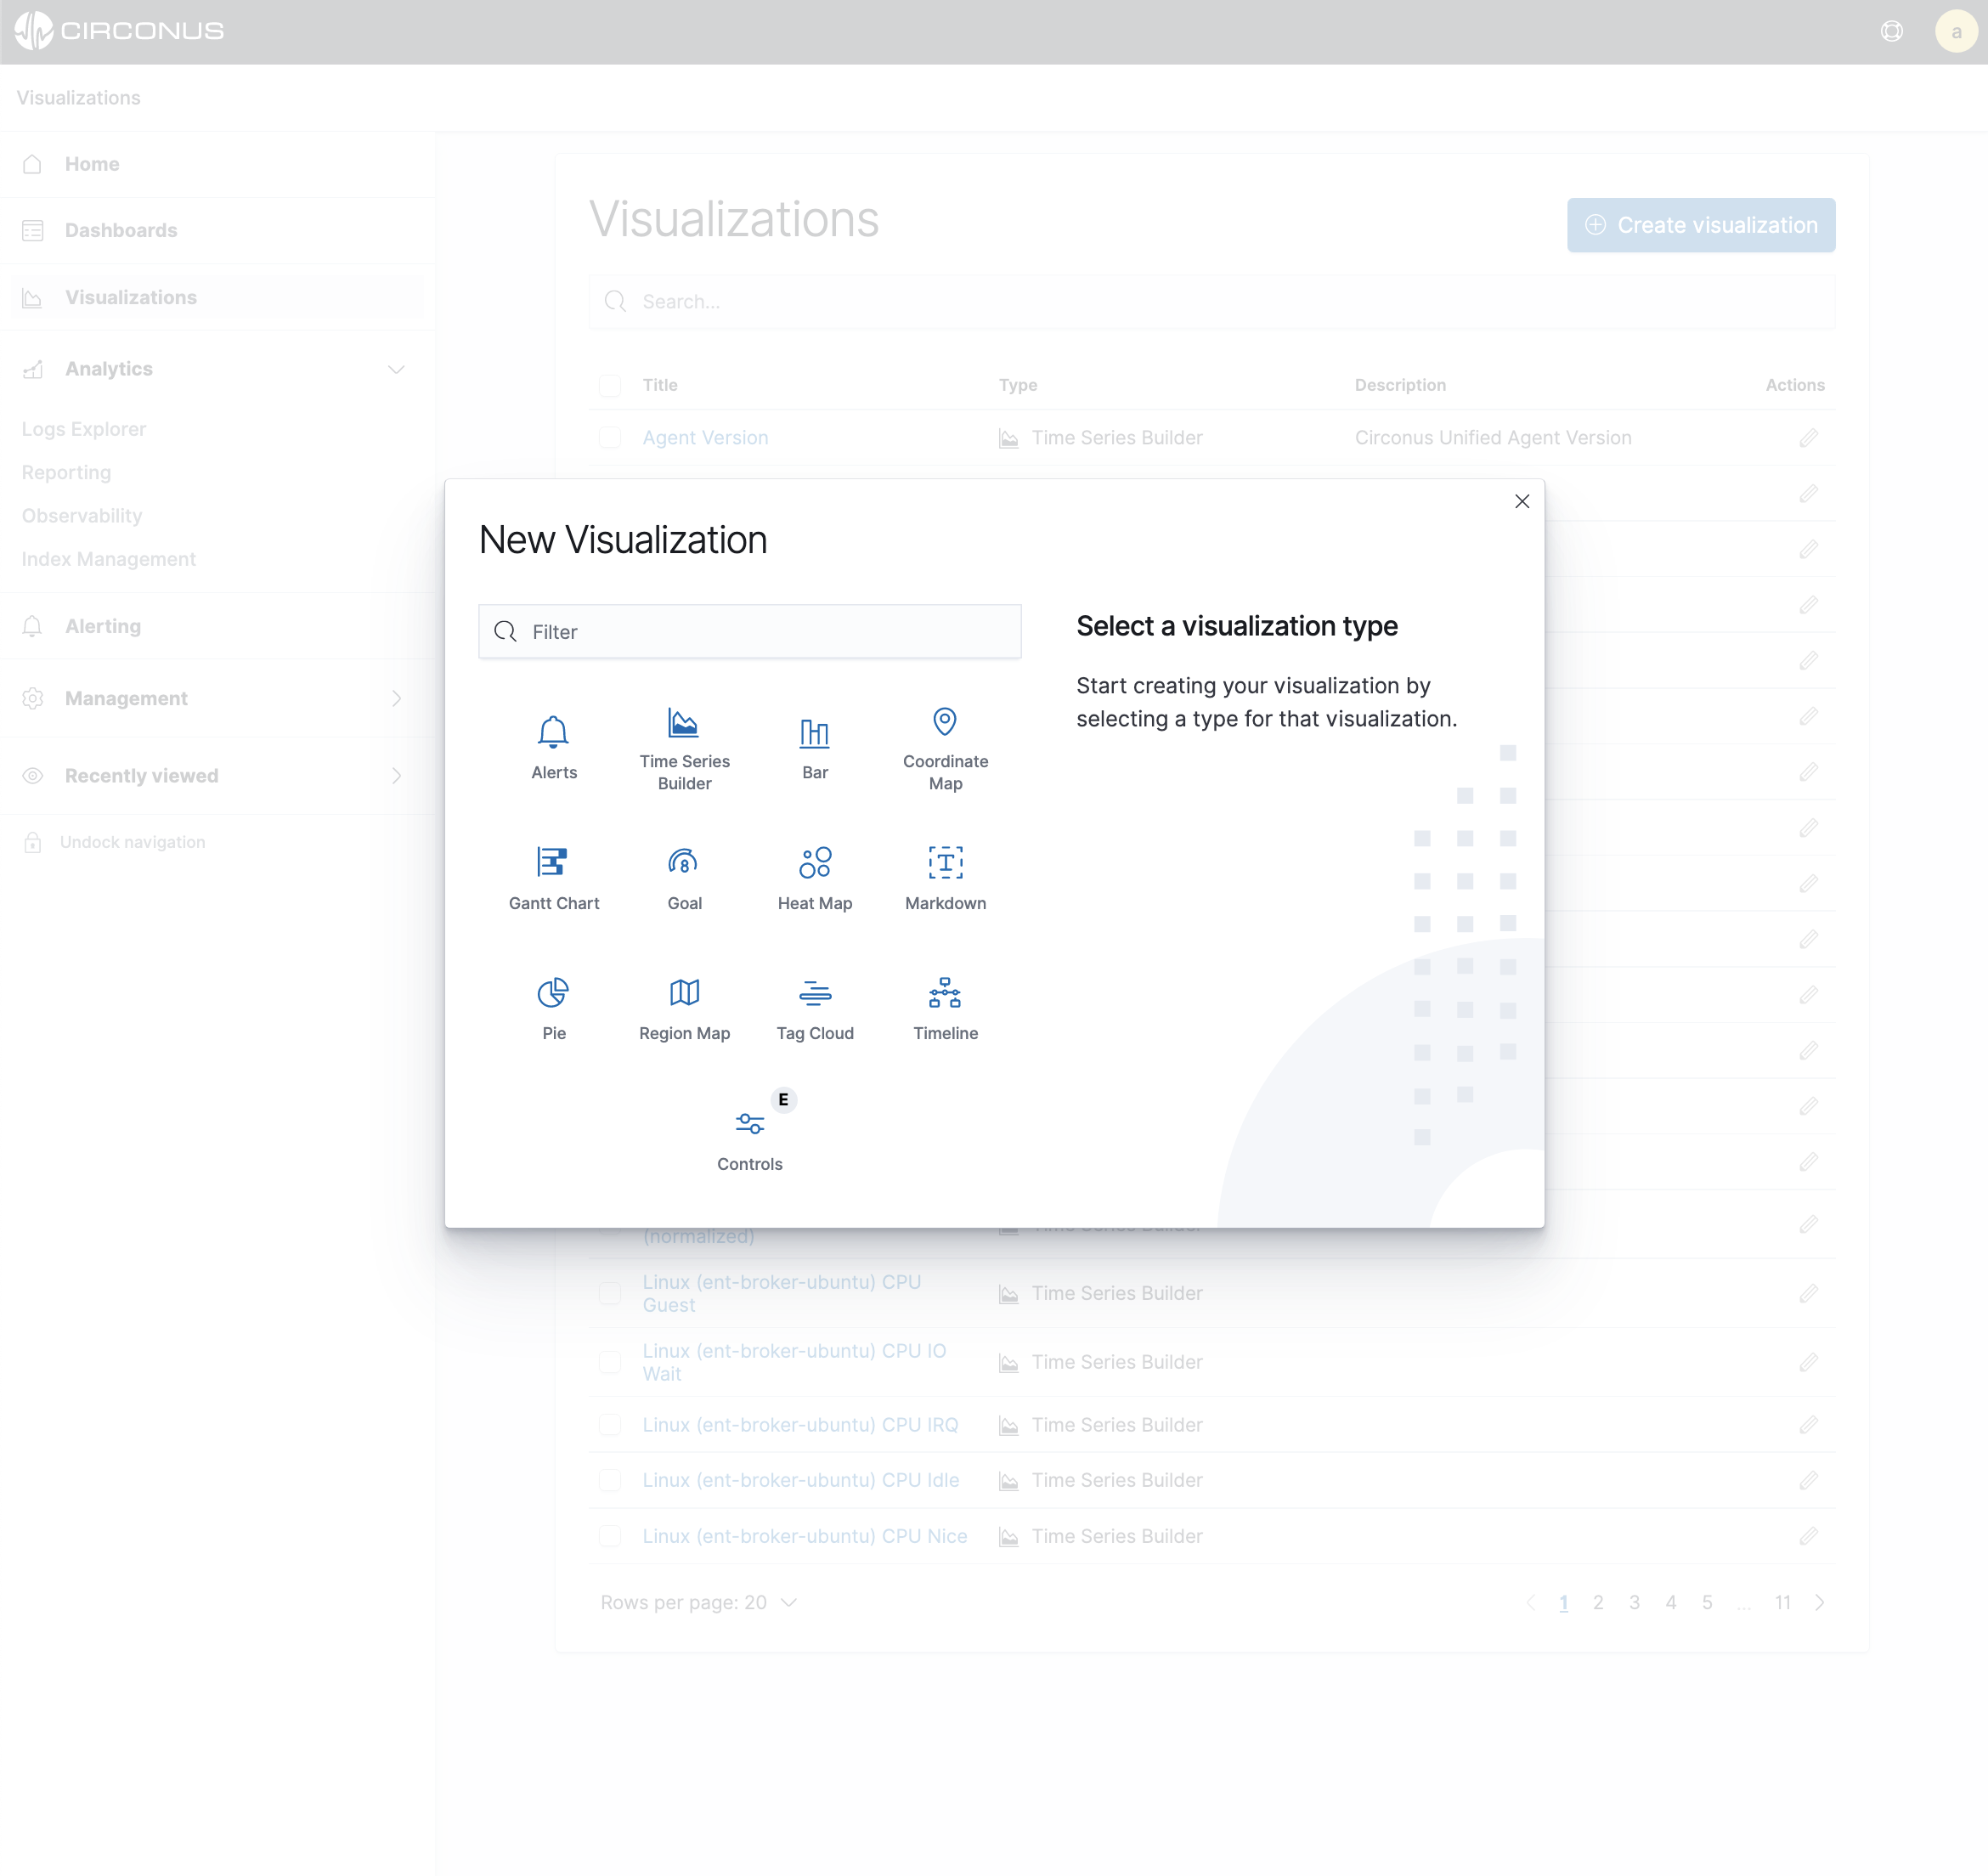 CIRCONUS
a
Visualizations
Home
Dashboards
Visualizations
Analytics
Logs Explorer
Reporting
Observability
Index Management
Alerting
Management
Recently viewed
Undock navigation
Visualizations
Create visualization
Search...
Title Type Description Actions
Agent Version Time Series Builder Circonus Unified Agent Version
New Visualization
Filter
Alerts
Time Series
Builder
Bar
Coordinate
Map
Gantt Chart
Goal
8
Heat Map
Markdown
T
Pie
Region Map
Tag Cloud
Timeline
E
Controls
Select a visualization type
Start creating your visualization by
selecting a type for that visualization.
(normalized)
Time Series Builder
Linux (ent-broker-ubuntu) CPU
Guest
Time Series Builder
Linux (ent-broker-ubuntu) CPU IO
Wait
Time Series Builder
Linux (ent-broker-ubuntu) CPU IRQ Time Series Builder
Linux (ent-broker-ubuntu) CPU Idle Time Series Builder
Linux (ent-broker-ubuntu) CPU Nice Time Series Builder
Rows per page: 20
1 2 3 4 5 ... 11